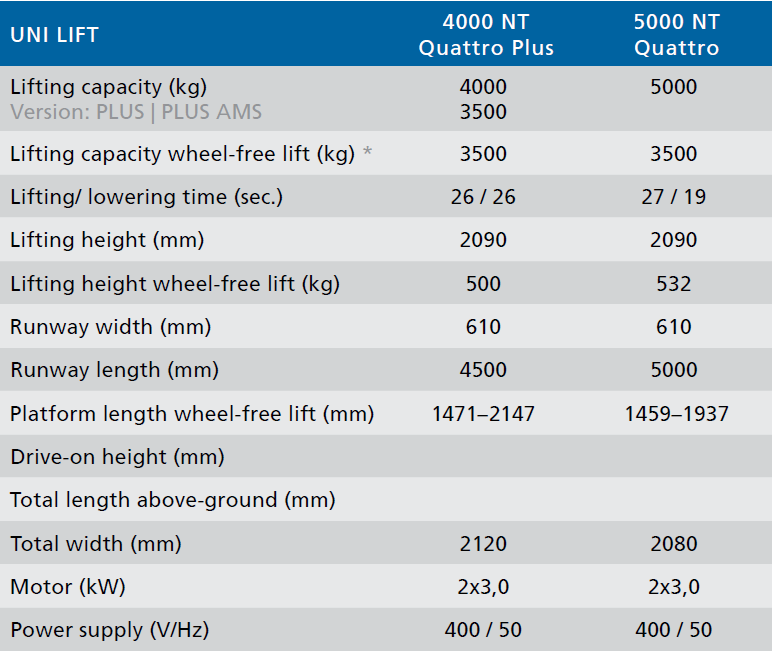 UNI LIFT 4000 NT Quattro Plus 5000 NT Quattro
Lifting capacity (kg) 4000 5000
Version: PLUS | PLUS AMS 3500
Lifting capacity wheel-free lift (kg) * 3500 3500
Lifting/ lowering time (sec.) 26 / 26 27 / 19
Lifting height (mm) 2090 2090
Lifting height wheel-free lift (kg) 500 532
Runway width (mm) 610 610
Runway length (mm) 4500 5000
Platform length wheel-free lift (mm) 1471–2147 1459–1937
Drive-on height (mm)
Total length above-ground (mm)
Total width (mm) 2120 2080
Motor (kW) 2x3,0 2x3,0
Power supply (V/Hz) 400 / 50 400 / 50